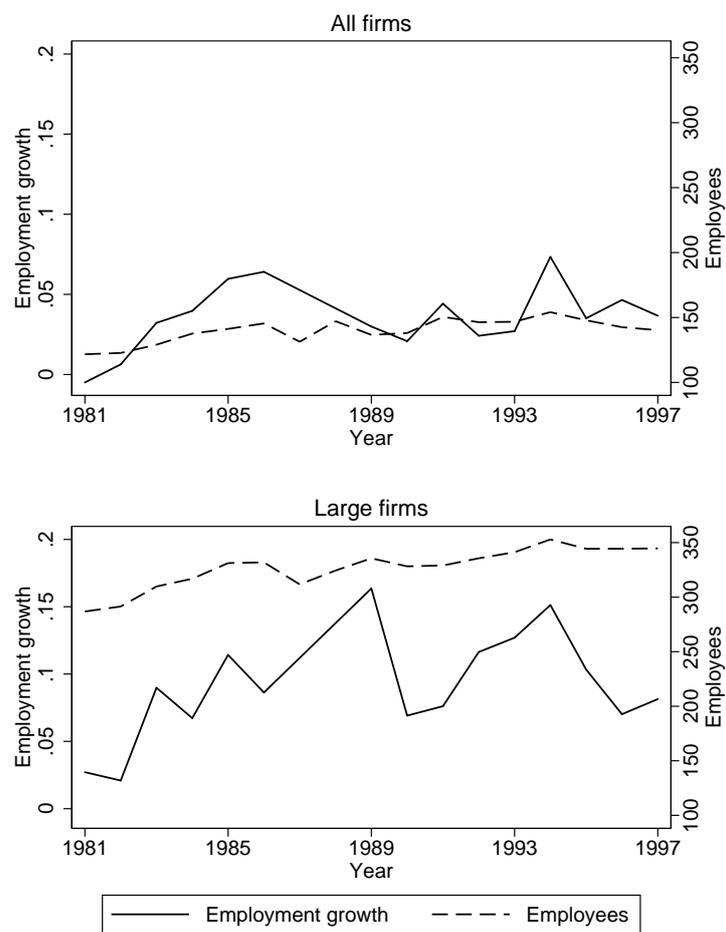 All firms
.2
.15
.1
.05
0
Employment growth
350
300
250
200
150
100
Employees
1981 1985 1989 1993 1997
Year
Large firms
.2
.15
.1
.05
0
Employment growth
350
300
250
200
150
100
Employees
1981 1985 1989 1993 1997
Year
Employment growth Employees